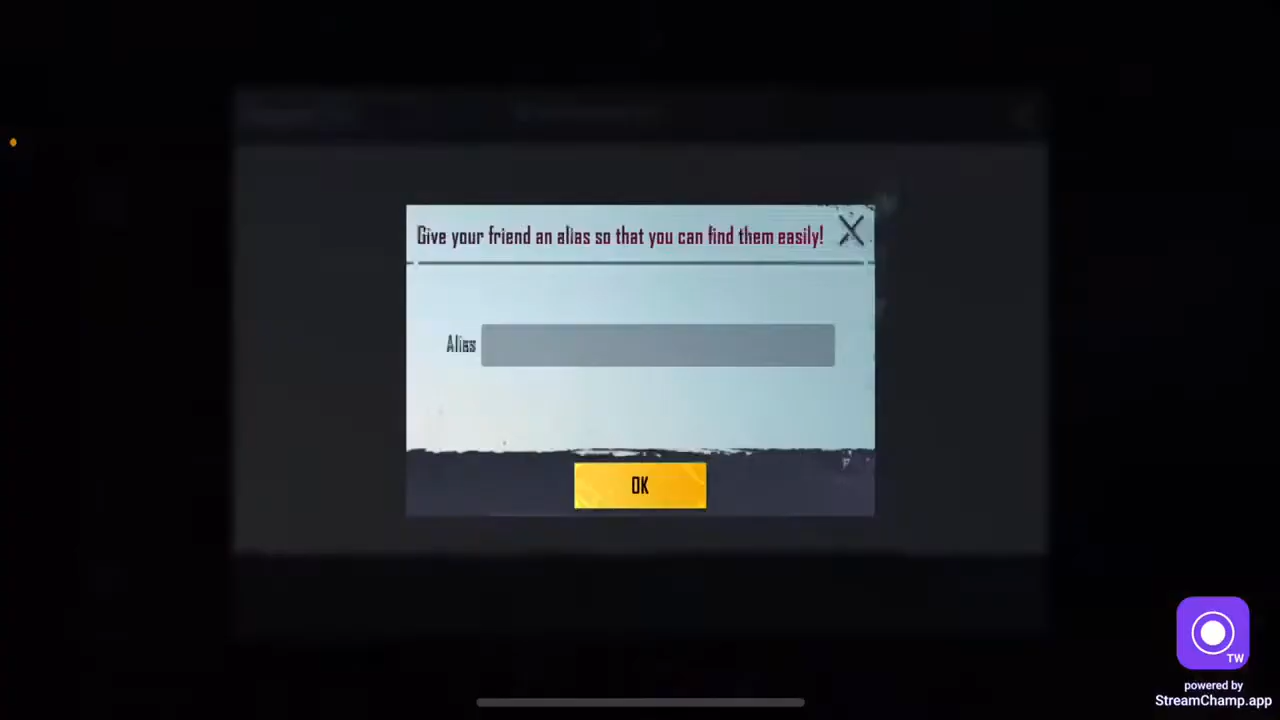 Give your friend an alias so that you can find them easily!
Alias
OK
TW
powered by
StreamChamp.app